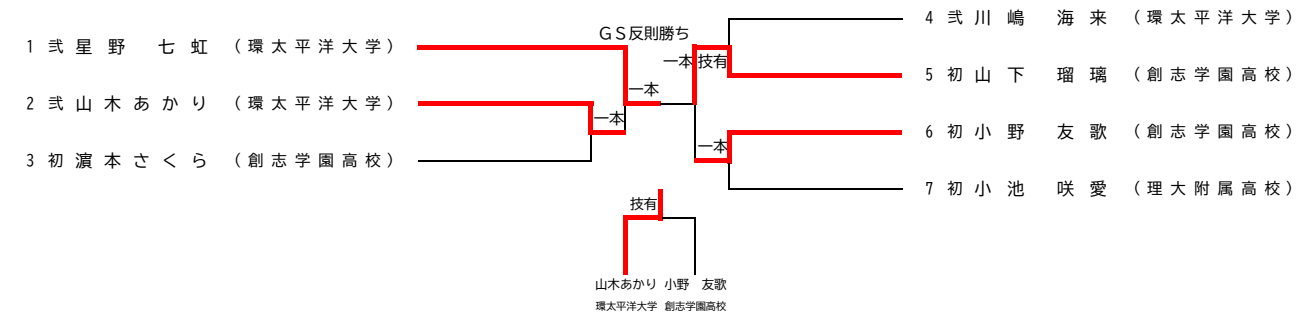 1 弐 星野 七虹 (環太平洋大学)
2 弐 山木あかり (環太平洋大学)
3 初 濵本さくら (創志学園高校)
GS反則勝ち
一本
一本
一本
技有
一本
4 弐 川嶋 海来 (環太平洋大学)
5 初 山下 瑠璃 (創志学園高校)
6 初 小野 友歌 (創志学園高校)
7 初 小池 咲愛 (理大附属高校)
技有
山木あかり 小野 友歌
環太平洋大学 創志学園高校